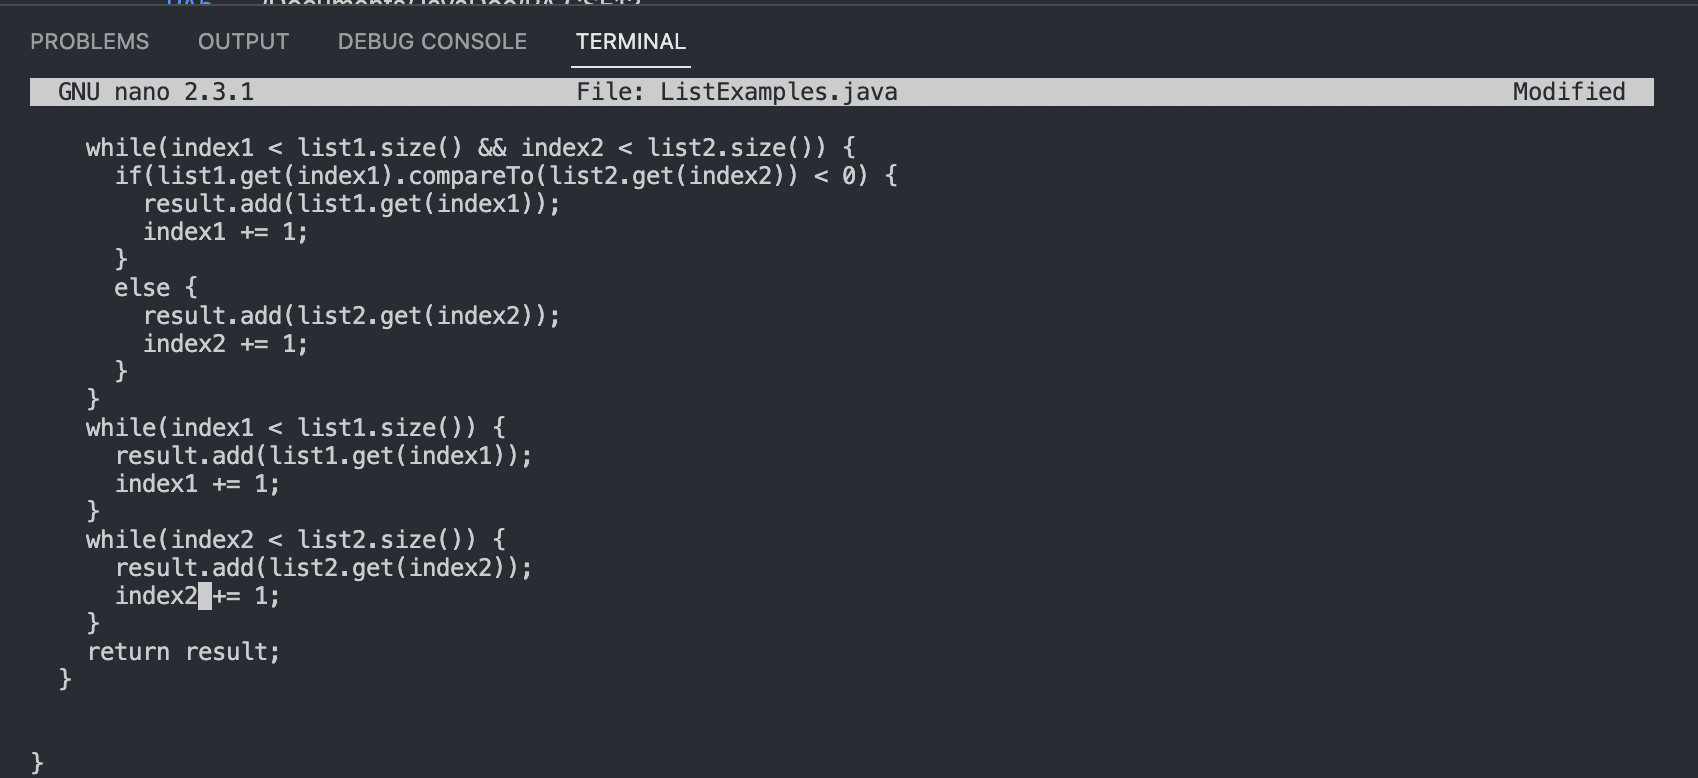 PROBLEMS OUTPUT DEBUG CONSOLE TERMINAL
GNU nano 2.3.1 File: ListExamples.java Modified
while(index1 < list1.size() && index2 < list2.size()) {
if(list1.get(index1).compareTo(list2.get(index2)) < 0) {
result.add(list1.get(index1));
index1 += 1;
}
else {
result.add(list2.get(index2));
index2 += 1;
}
}
while(index1 < list1.size()) {
result.add(list1.get(index1));
index1 += 1;
}
while(index2 < list2.size()) {
result.add(list2.get(index2));
index2 += 1;
}
return result;
}
}